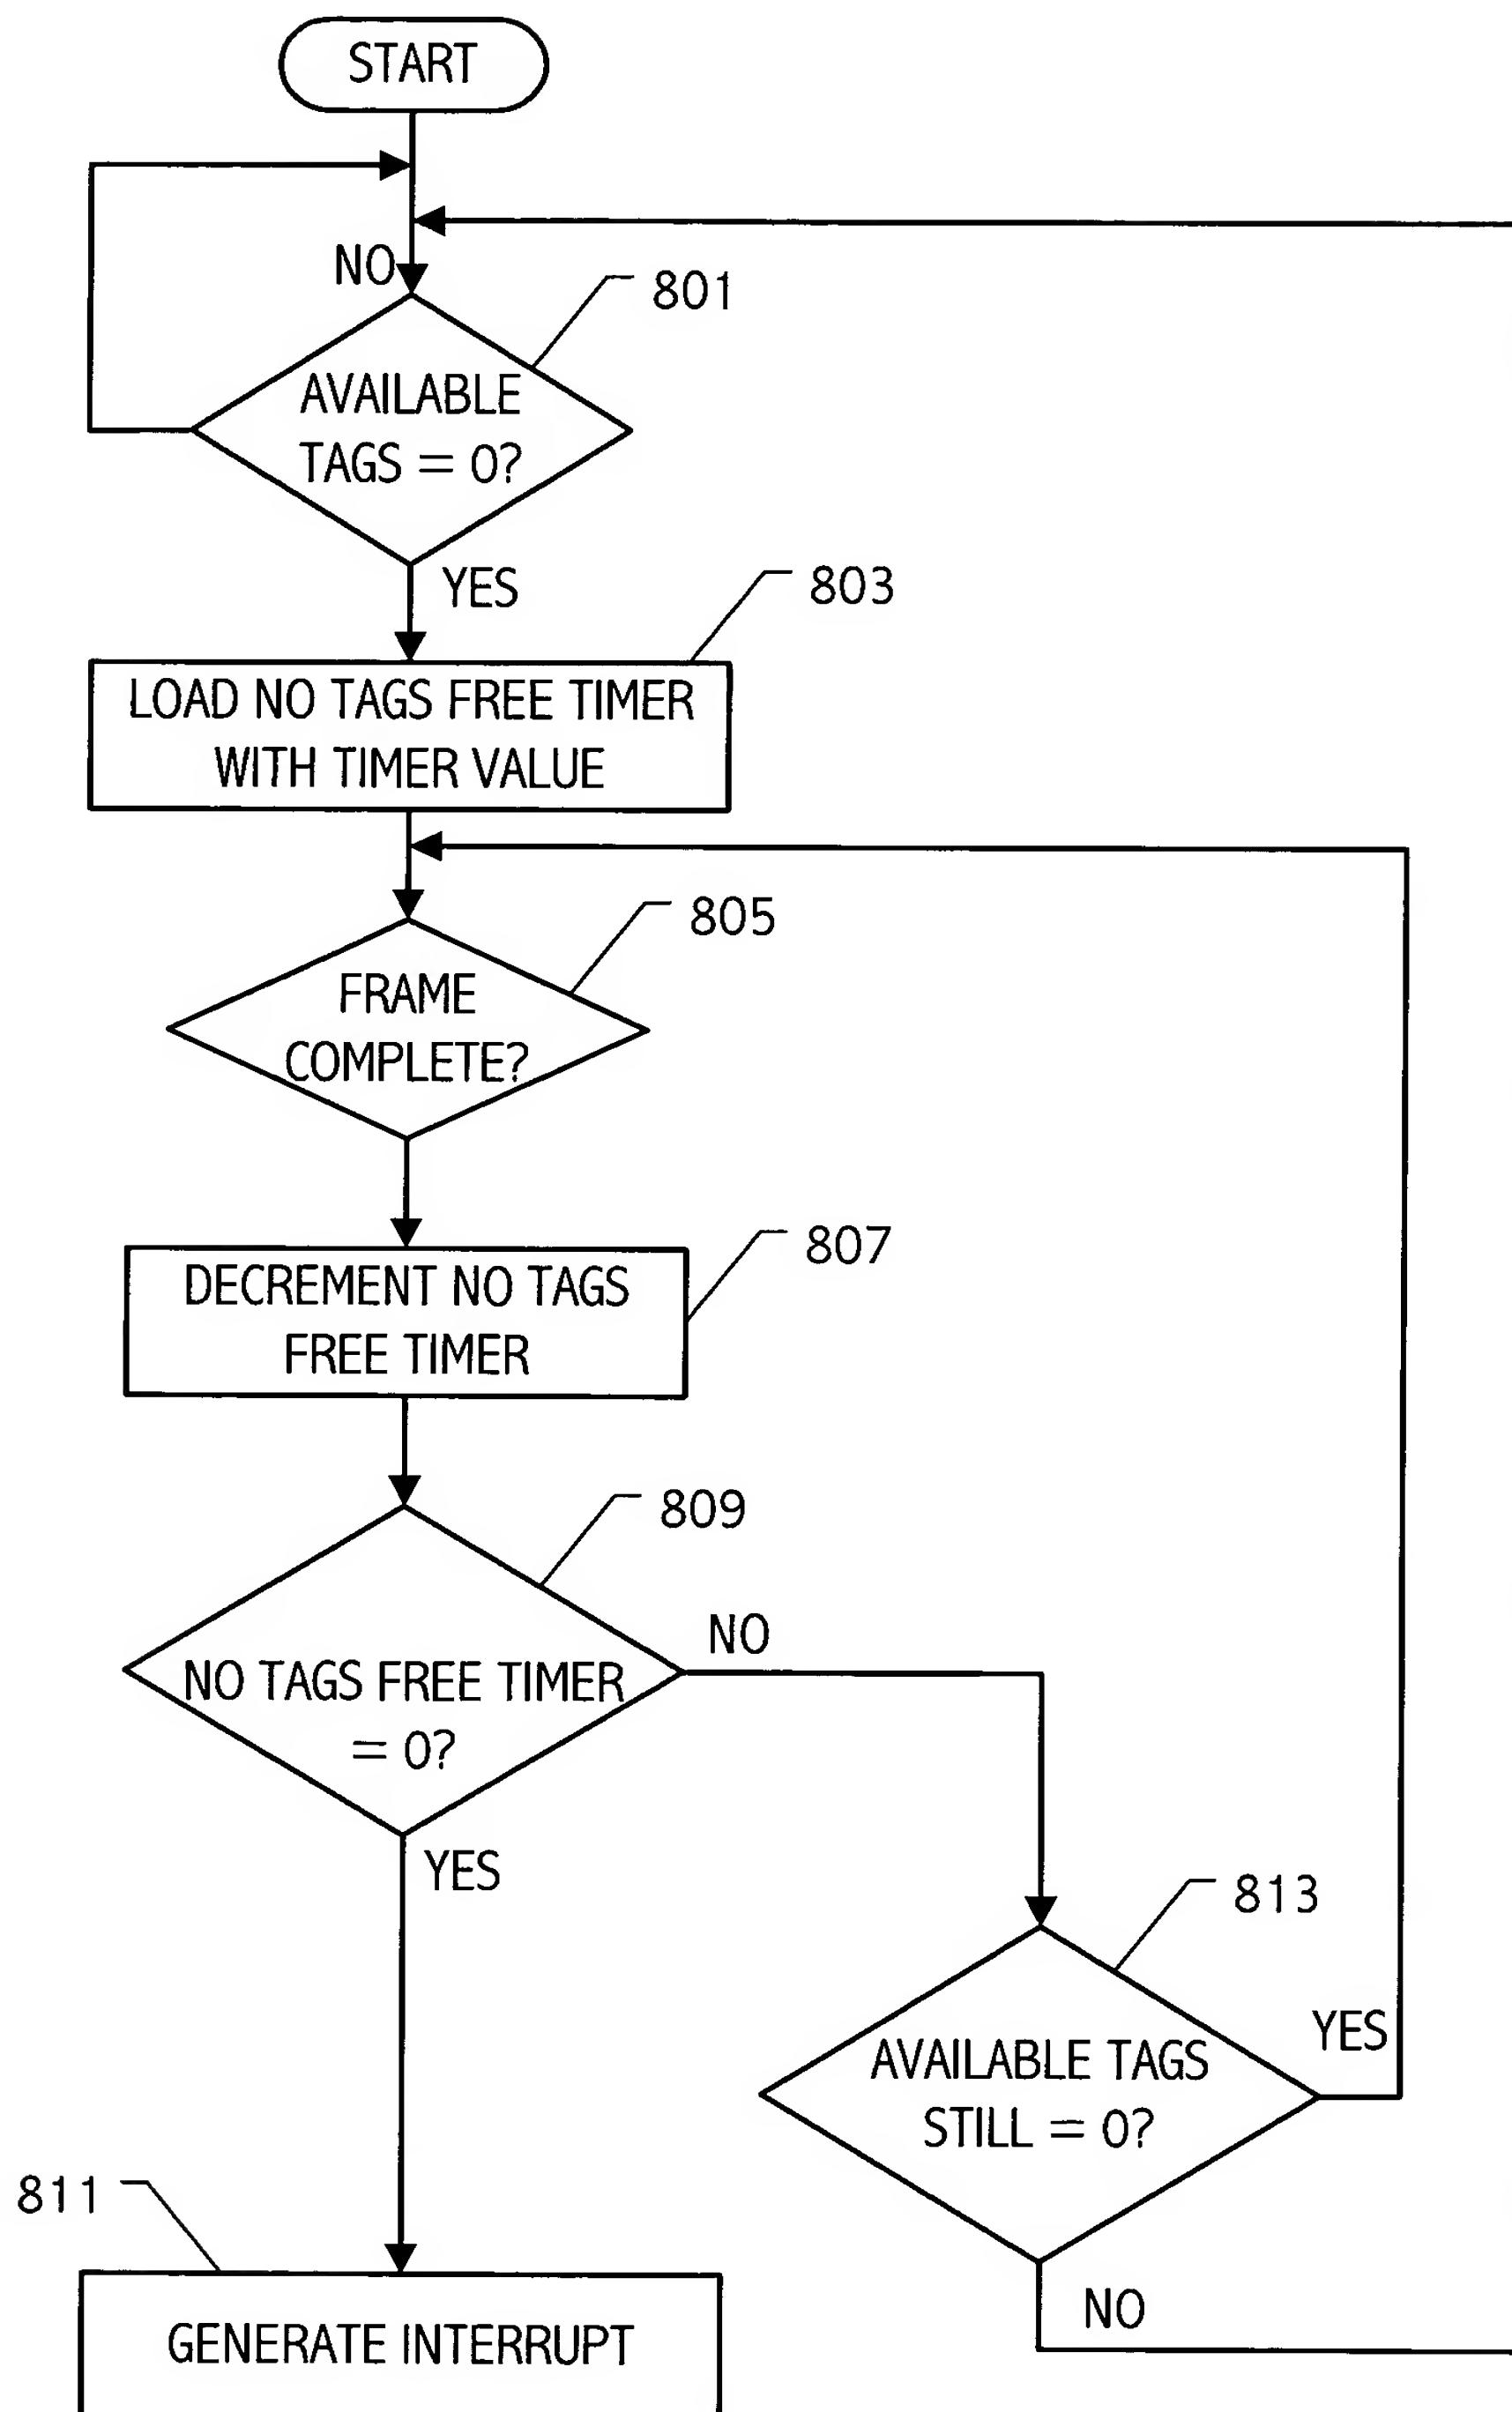 START
NO
801
AVAILABLE
TAGS = 0?
YES
803
LOAD NO TAGS FREE TIMER
WITH TIMER VALUE
805
FRAME
COMPLETE?
807
DECREMENT NO TAGS
FREE TIMER
809
NO
NO TAGS FREE TIMER
= 0?
YES
813
YES
AVAILABLE TAGS
STILL = 0?
811
NO
GENERATE INTERRUPT